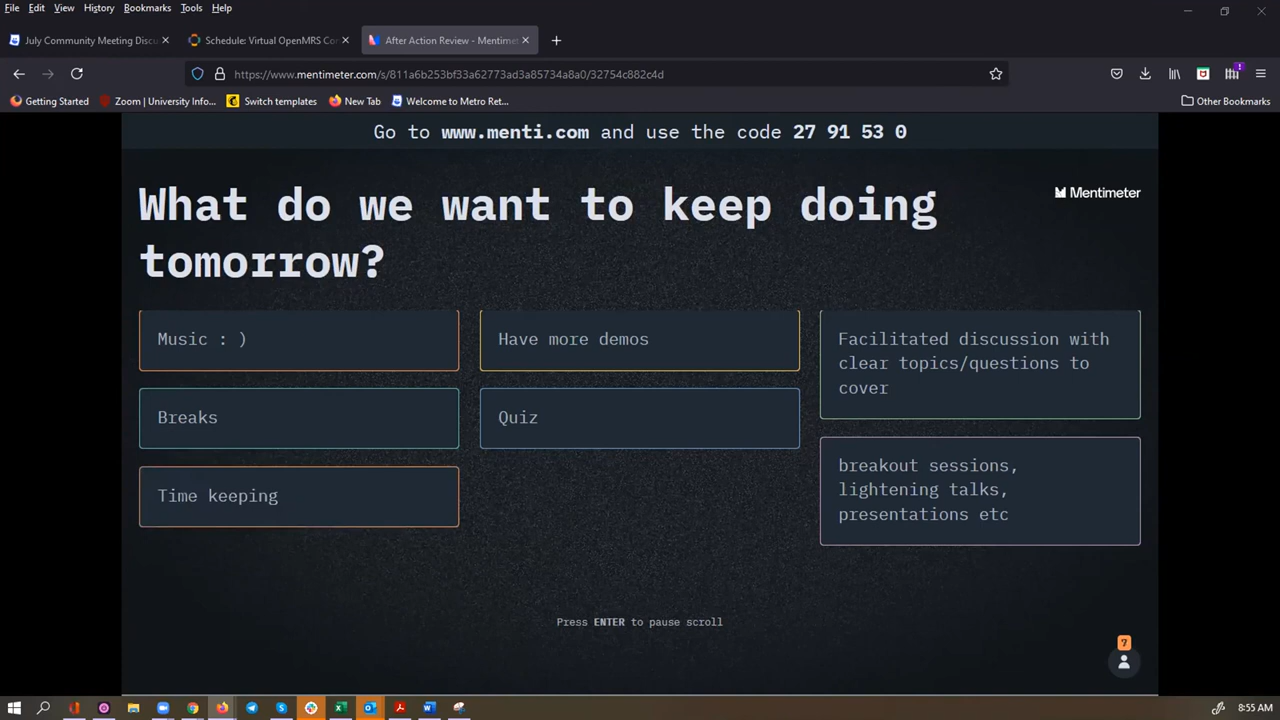 File Edit View History Bookmarks Tools Help
July Community Meeting Discu
Schedule: Virtual OpenMRS Co
After Action Review - Mentime
https://www.mentimeter.com/s/811a6b253bf33a62773ad3a85734a8a0/32754c882c4d
Getting Started
Zoom | University Info...
Switch templates
New Tab
Welcome to Metro Ret...
Other Bookmarks
Go to www.menti.com and use the code 27 91 53 0
What do we want to keep doing
tomorrow?
Mentimeter
Music : )
Breaks
Time keeping
Have more demos
Quiz
Facilitated discussion with
clear topics/questions to
cover
breakout sessions,
lightening talks,
presentations etc
Press ENTER to pause scroll
7
8:55 AM